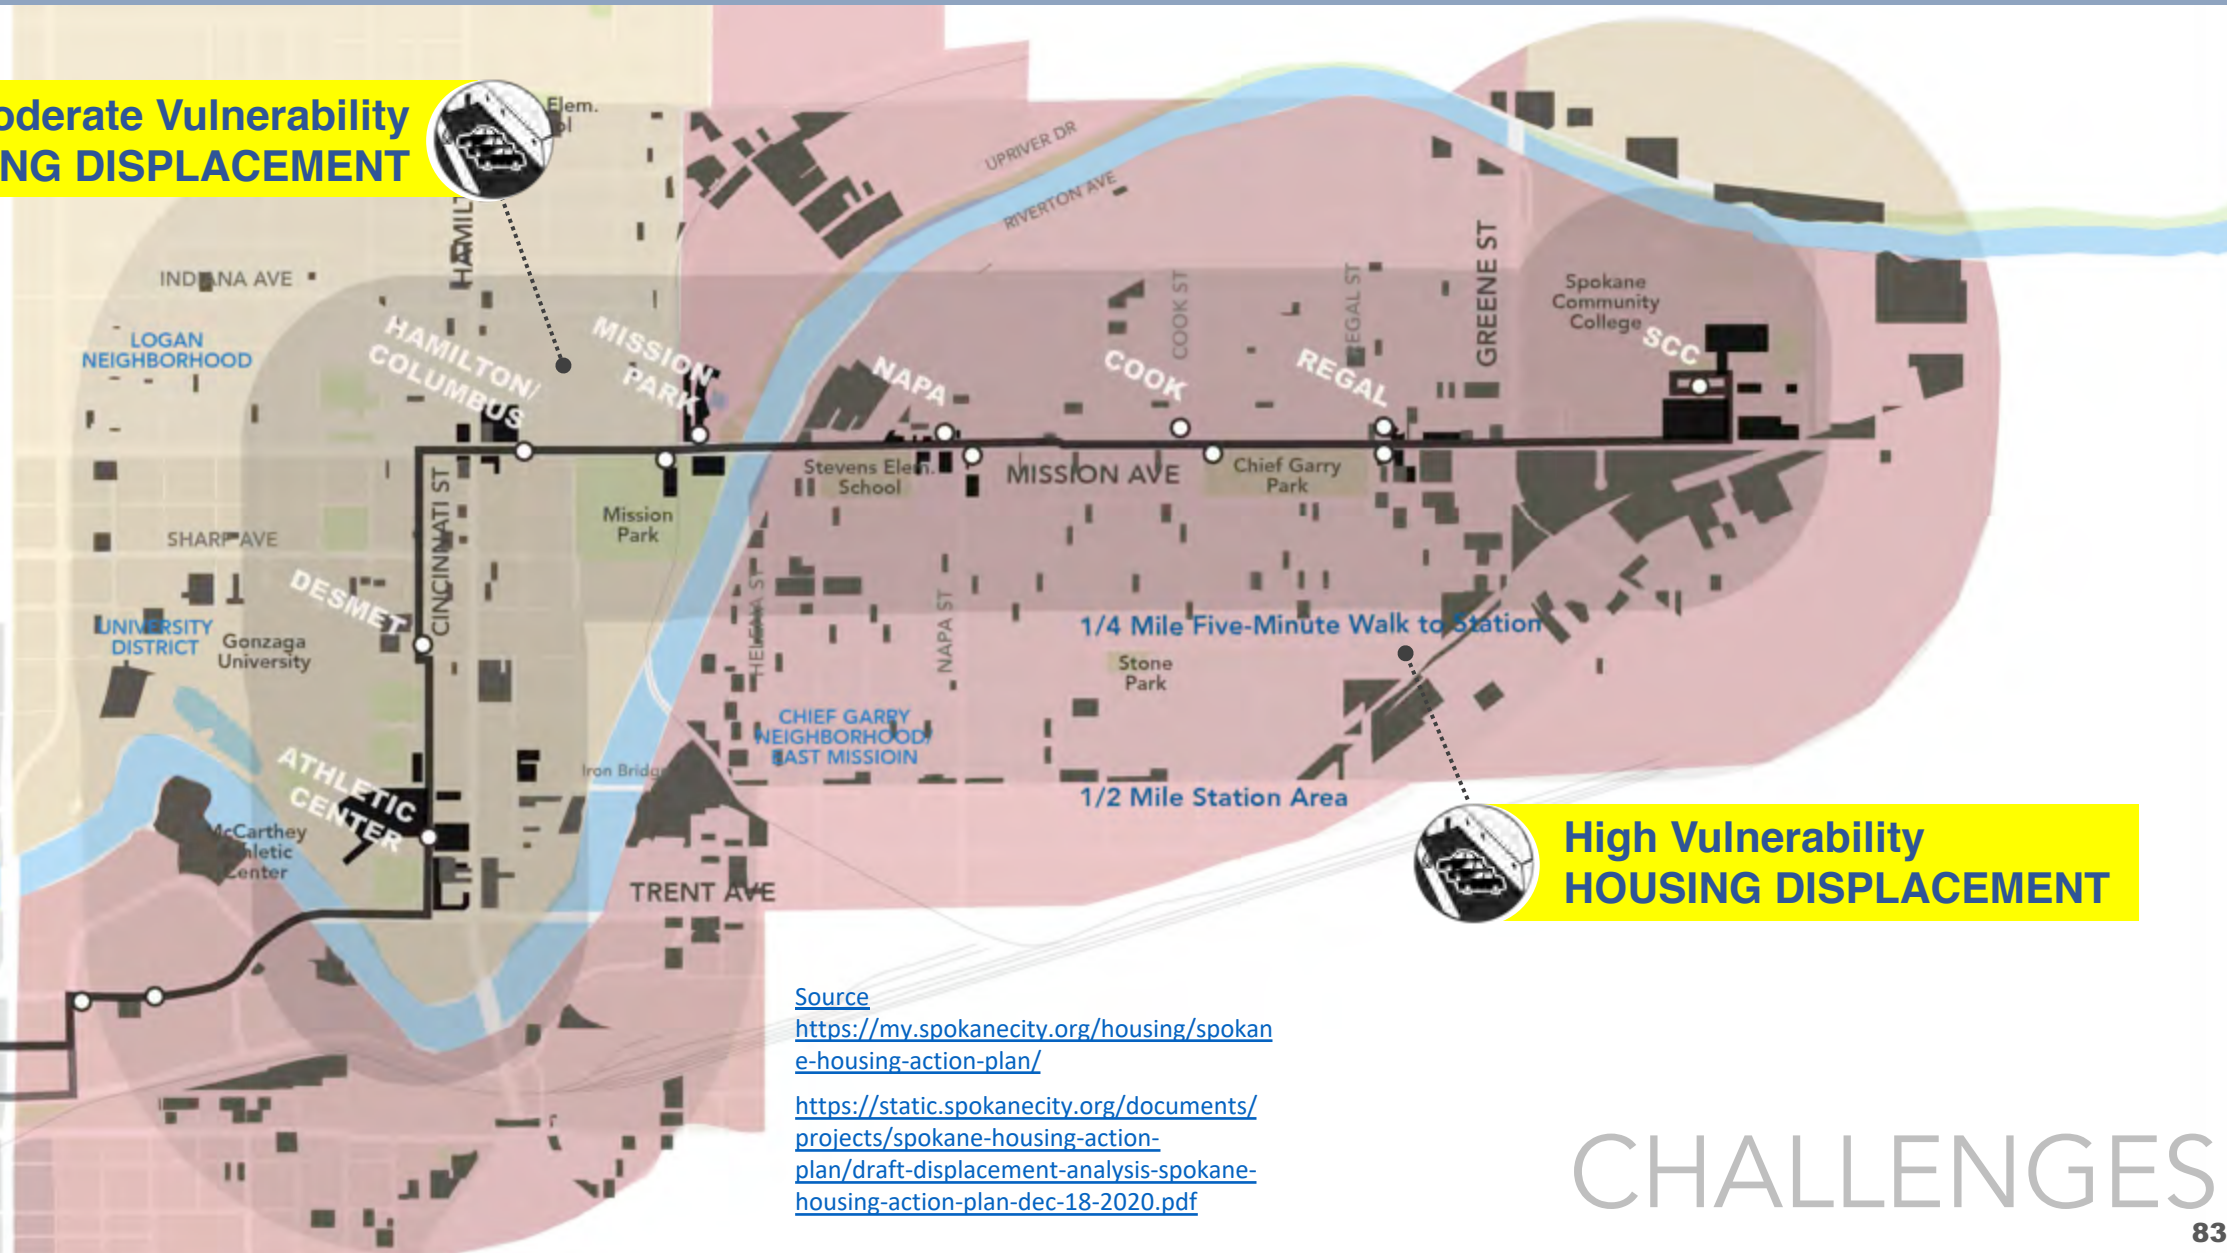 oderate Vulnerability
NG DISPLACEMENT
Elem.
UPRIVER DR
RIVERTON AVE
INDIANA AVE
LOGAN
NEIGHBORHOOD
HAMILTON/
COLUMBUS
MISSION
PARK
NAPA
COOK
COOK ST
REGAL
REGAL ST
GREENE ST
Spokane
Community
College
SCC
Stevens Elem.
School
MISSION AVE
Chief Garry
Park
Mission
Park
SHARP AVE
CINCINNATI ST
DESMET
UNIVERSITY
DISTRICT
Gonzaga
University
HELENA ST
NAPA ST
1/4 Mile Five-Minute Walk to Station
Stone
Park
CHIEF GARRY
NEIGHBORHOOD/
EAST MISSIOIN
Iron Bridge
1/2 Mile Station Area
ATHLETIC
CENTER
McCarthey
Athletic
Center
TRENT AVE
High Vulnerability
HOUSING DISPLACEMENT
Source
https://my.spokanecity.org/housing/spokan
e-housing-action-plan/
https://static.spokanecity.org/documents/
projects/spokane-housing-action-
plan/draft-displacement-analysis-spokane-
housing-action-plan-dec-18-2020.pdf
CHALLENGES
83